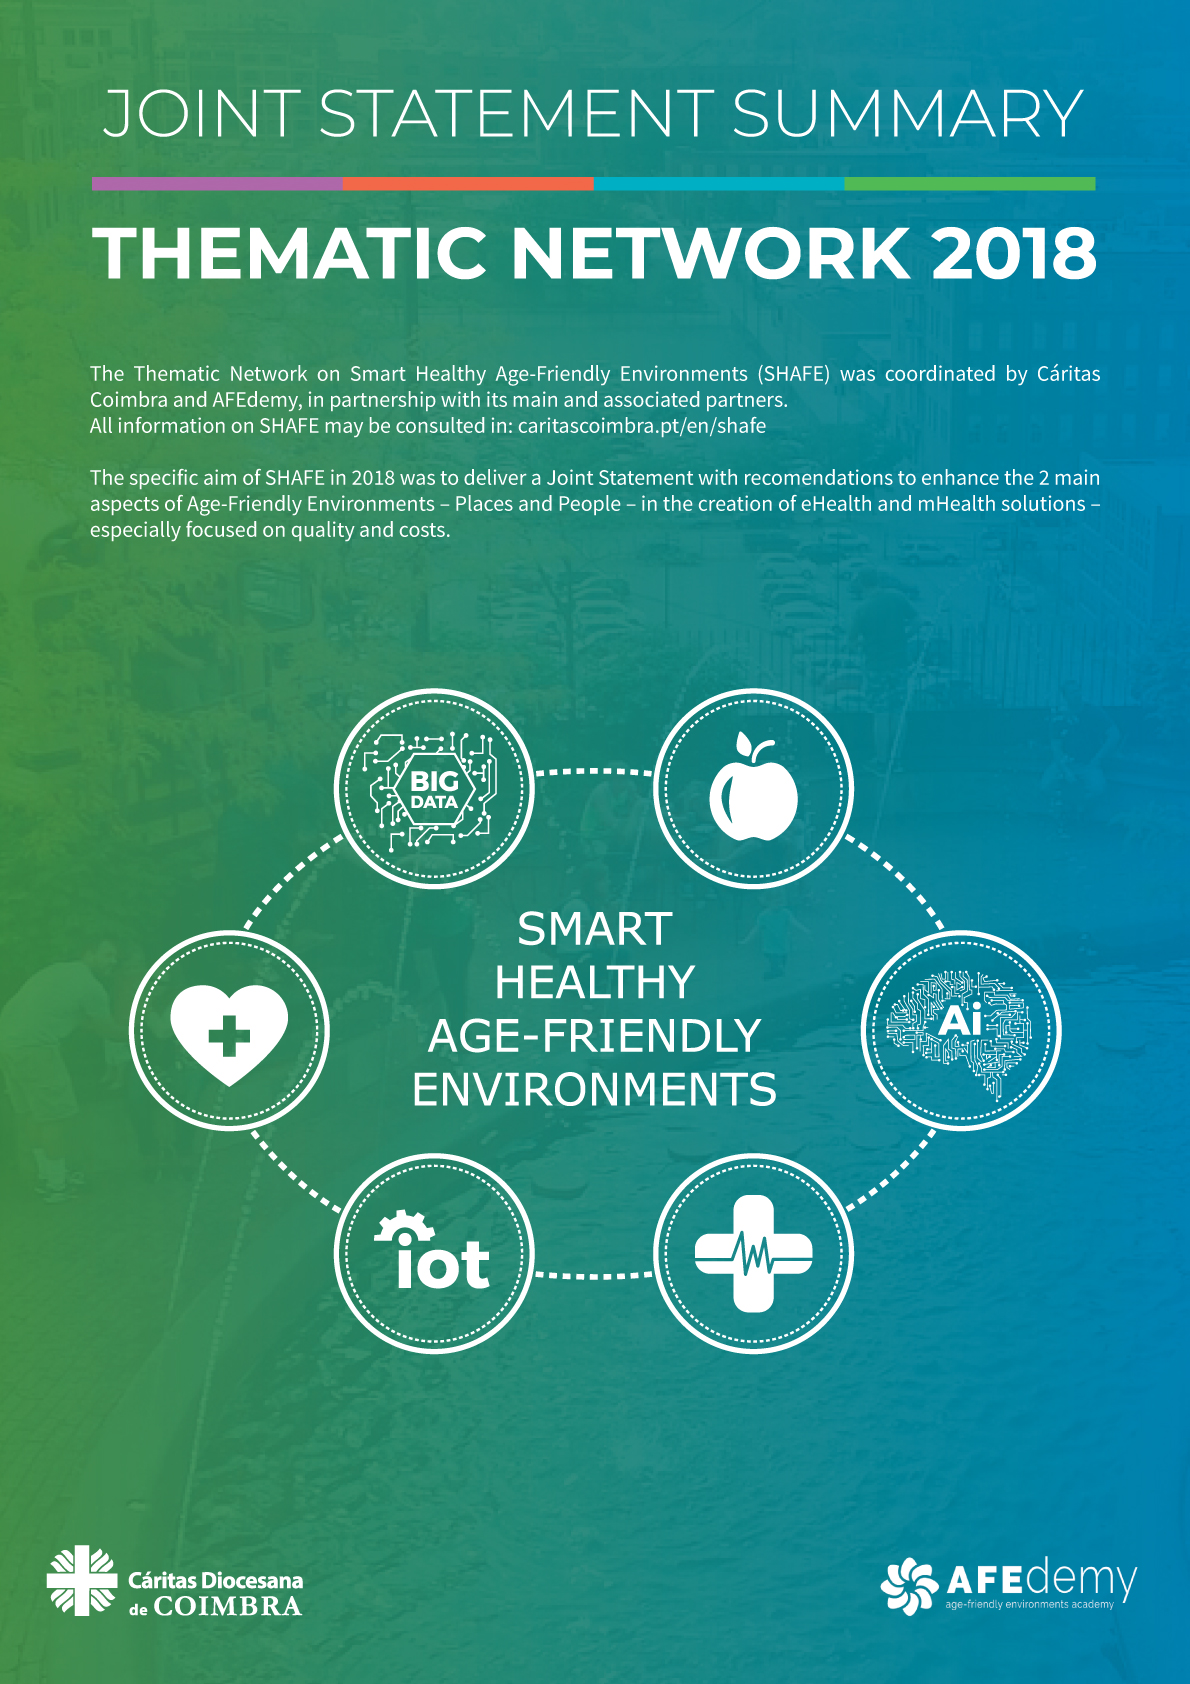 JOINT STATEMENT SUMMARY
THEMATIC NETWORK 2018
The Thematic Network on Smart Healthy Age-Friendly Environments (SHAFE) was coordinated by Cáritas
Coimbra and AFEdemy, in partnership with its main and associated partners.
All information on SHAFE may be consulted in: caritascoimbra.pt/en/shafe
The specific aim of SHAFE in 2018 was to deliver a Joint Statement with recomendations to enhance the 2 main
aspects of Age-Friendly Environments – Places and People – in the creation of eHealth and mHealth solutions –
especially focused on quality and costs.
BIG
DATA
SMART
HEALTHY
AGE-FRIENDLY
ENVIRONMENTS
Ai
iot
Cáritas Diocesana
de COIMBRA
AFEdemy
age-friendly environments academy